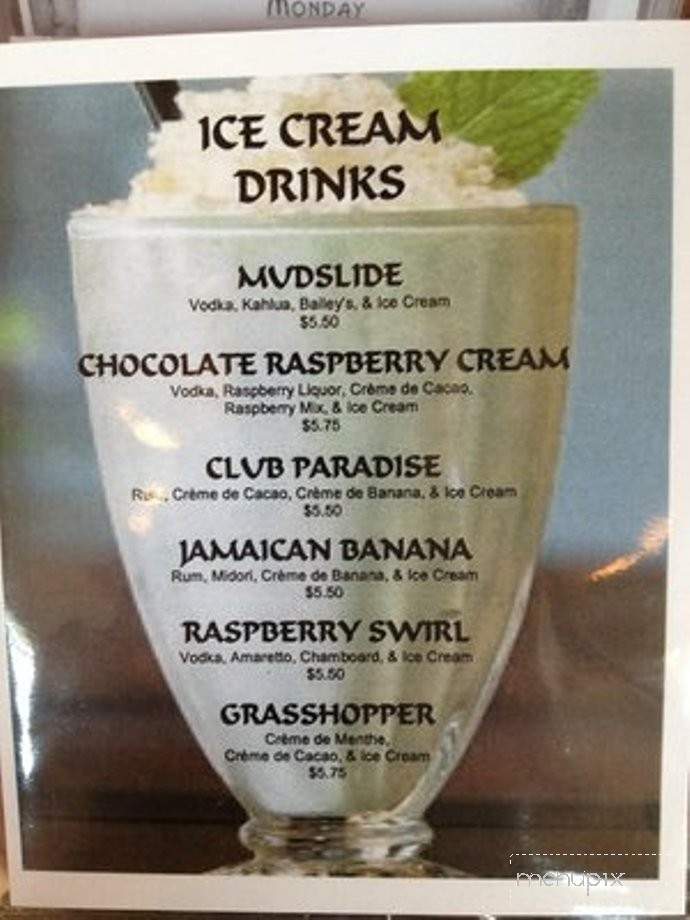 MONDAY
ICE CREAM
DRINKS
MUDSLIDE
Vodka, Kahlua, Bailey's, & Ice Cream
$5.50
CHOCOLATE RASPBERRY CREAM
Vodka, Raspberry Liquor, Crème de Cacao,
Raspberry Mix, & Ice Cream
$5.75
CLUB PARADISE
Rum, Crème de Cacao, Crème de Banana, & Ice Cream
$5.50
JAMAICAN BANANA
Rum, Midori, Crème de Banana, & Ice Cream
$5.50
RASPBERRY SWIRL
Vodka, Amaretto, Chamboard, & Ice Cream
$5.50
GRASSHOPPER
Crème de Menthe,
Crème de Cacao, & Ice Cream
$5.75
menupix